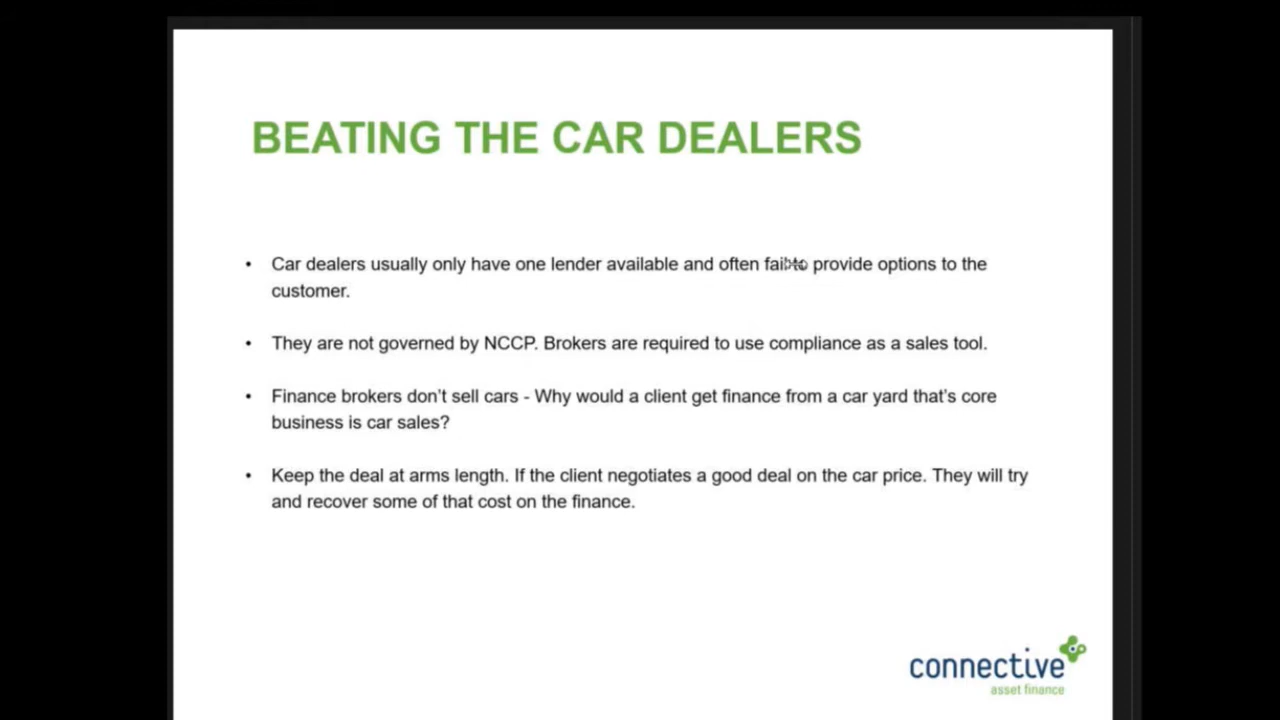 BEATING THE CAR DEALERS
• Car dealers usually only have one lender available and often fail to provide options to the
customer.
• They are not governed by NCCP. Brokers are required to use compliance as a sales tool.
• Finance brokers don’t sell cars - Why would a client get finance from a car yard that’s core
business is car sales?
• Keep the deal at arms length. If the client negotiates a good deal on the car price. They will try
and recover some of that cost on the finance.
connective
asset finance